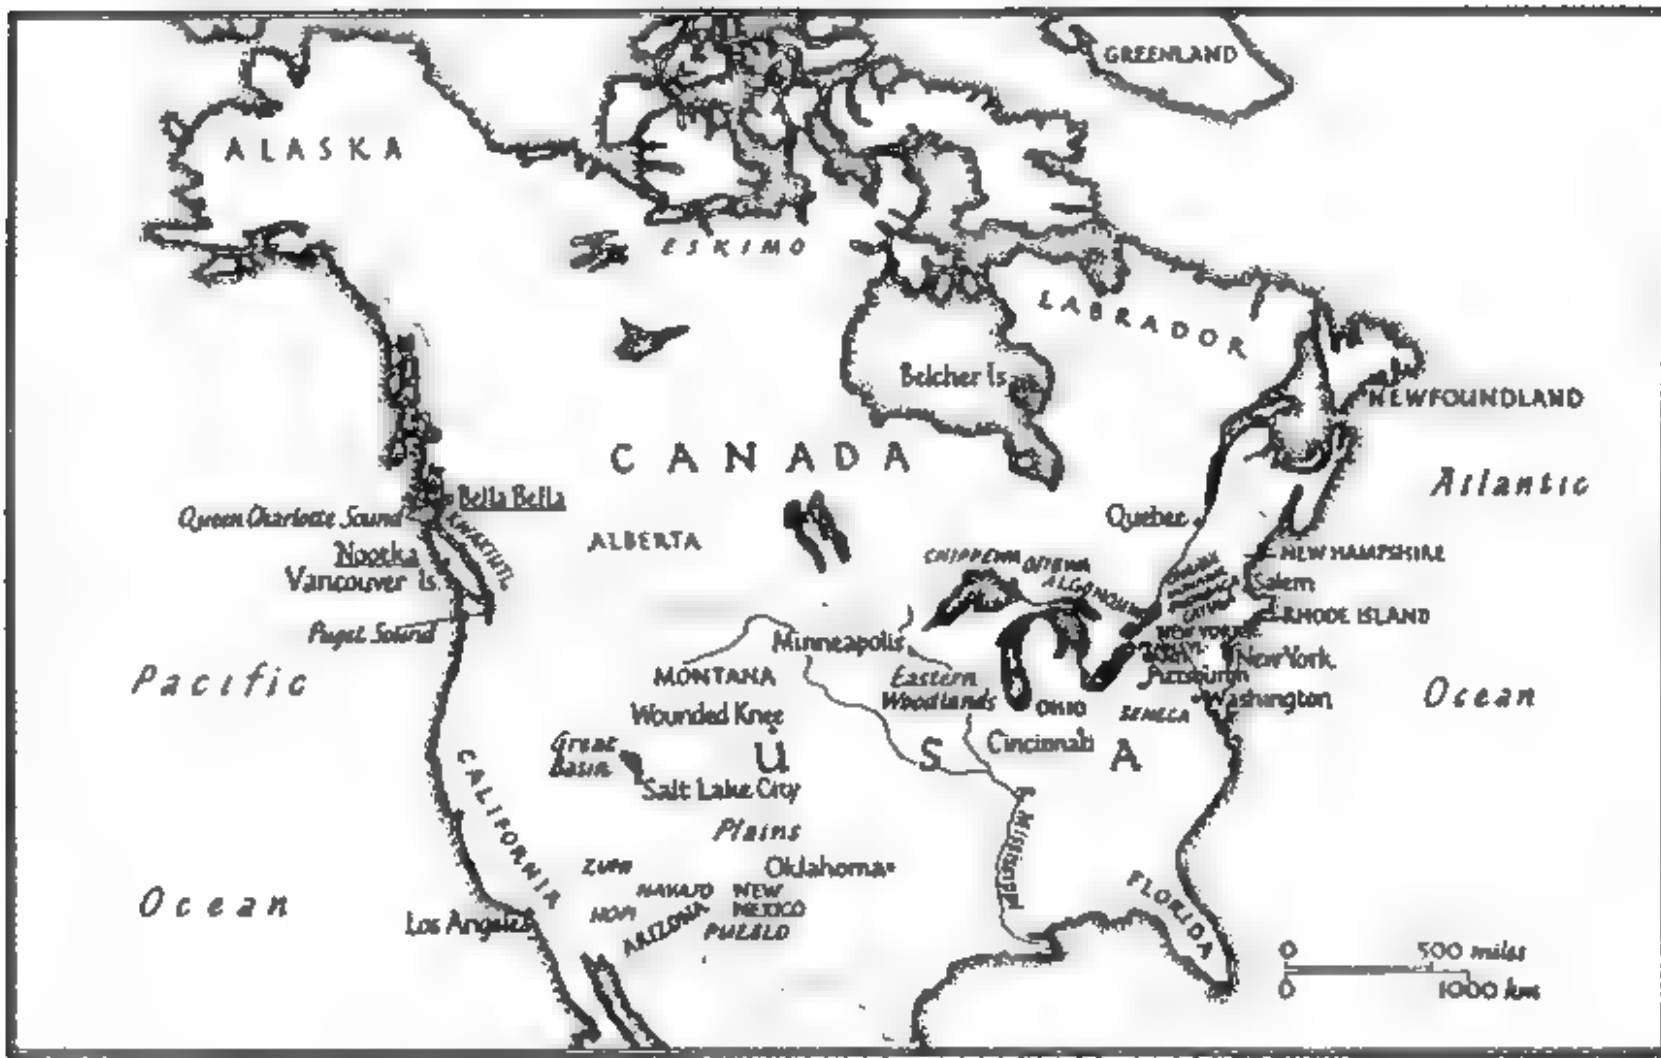 GREENLAND
ALASKA
ESKIMO
LABRADOR
Belcher Is.
NEWFOUNDLAND
CANADA
Atlantic
Bella Bella
Queen Charlotte Sound
KWAKIUTL
Quebec
ALBERTA
Nootka
Vancouver Is.
CHIPPEWA
OTTAWA
ALGONQUIN
NEW HAMPSHIRE
Salem
RHODE ISLAND
Puget Sound
Minneapolis
NEW YORK
New York
Pacific
MONTANA
Eastern
Woodlands
Pittsburgh
Washington
Ocean
Wounded Knee
OHIO
SENECA
Great
Basin
Cincinnati
U S A
Salt Lake City
CALIFORNIA
Plains
Mississippi
ZUNI
Oklahoma
NAVAJO
NEW
MEXICO
HOPI
ARIZONA
PUEBLO
Ocean
Los Angeles
FLORIDA
0 500 miles
0 1000 km